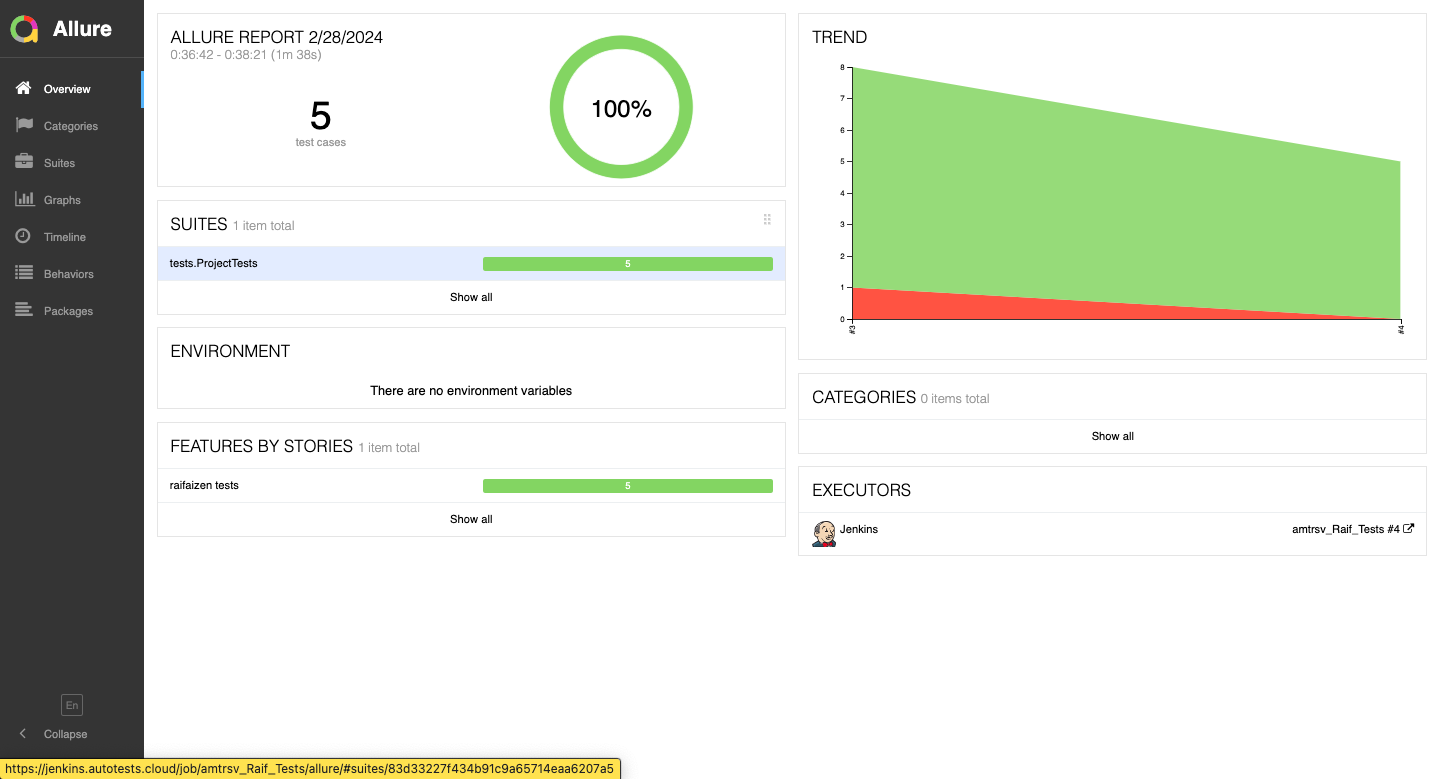 Allure
Overview
Categories
Suites
Graphs
Timeline
Behaviors
Packages
En
Collapse
ALLURE REPORT 2/28/2024
0:36:42 - 0:38:21 (1m 38s)
5
test cases
100%
SUITES 1 item total
tests.ProjectTests 5
Show all
ENVIRONMENT
There are no environment variables
FEATURES BY STORIES 1 item total
raifaizen tests 5
Show all
TREND
8
7
6
5
4
3
2
1
0
#3 #4
CATEGORIES 0 items total
Show all
EXECUTORS
Jenkins amtrsv_Raif_Tests #4
https://jenkins.autotests.cloud/job/amtrsv_Raif_Tests/allure/#suites/83d33227f434b91c9a65714eaa6207a5